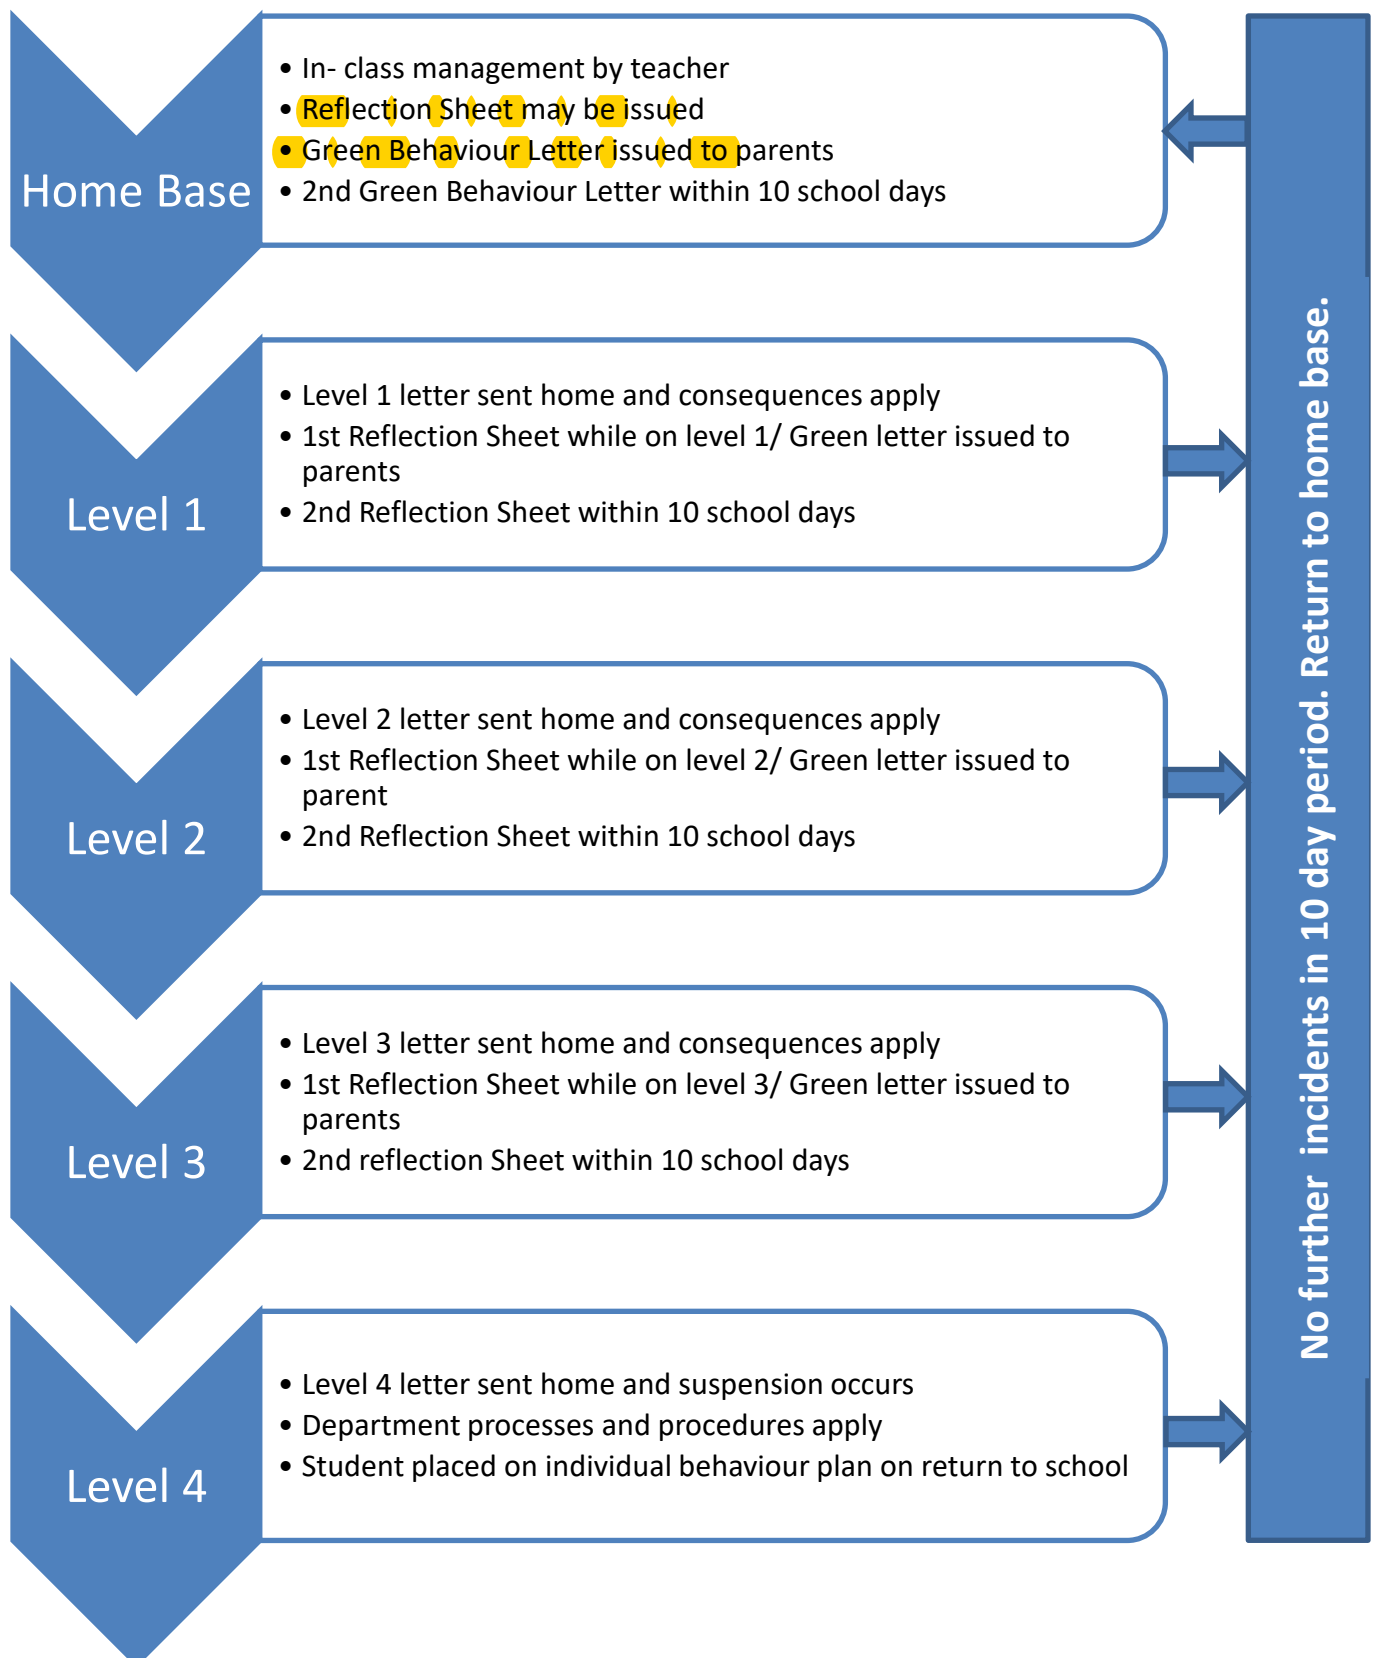 Home Base
• In- class management by teacher
• Reflection Sheet may be issued
• Green Behaviour Letter issued to parents
• 2nd Green Behaviour Letter within 10 school days
Level 1
• Level 1 letter sent home and consequences apply
• 1st Reflection Sheet while on level 1/ Green letter issued to
parents
• 2nd Reflection Sheet within 10 school days
Level 2
• Level 2 letter sent home and consequences apply
• 1st Reflection Sheet while on level 2/ Green letter issued to
parent
• 2nd Reflection Sheet within 10 school days
Level 3
• Level 3 letter sent home and consequences apply
• 1st Reflection Sheet while on level 3/ Green letter issued to
parents
• 2nd reflection Sheet within 10 school days
Level 4
• Level 4 letter sent home and suspension occurs
• Department processes and procedures apply
• Student placed on individual behaviour plan on return to school
No further incidents in 10 day period. Return to home base.